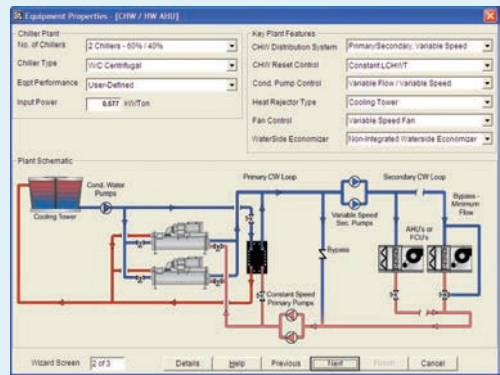 Equipment Properties - [CHW / HW AHU]
Chiller Plant
No. of Chillers
2 Chillers - 60% / 40%
Chiller Type
W/C Centrifugal
Eqpt Performance
User-Defined
Input Power
0.677 kW/Ton
Key Plant Features
CHW Distribution System
Primary/Secondary, Variable Speed
CHW Reset Control
Constant LCHWT
Cond. Pump Control
Variable Flow / Variable Speed
Heat Rejector Type
Cooling Tower
Fan Control
Variable Speed Fan
WaterSide Economizer
Non-Integrated Waterside Economizer
Plant Schematic
Cooling Tower
Cond. Water
Pumps
Primary CW Loop
Secondary CW Loop
Variable Speed
Sec. Pumps
Bypass -
Minimum
Flow
Bypass
AHU's or
FCU's
Constant Speed
Primary Pumps
Wizard Screen
2 of 3
Details
Help
Previous
Next
Finish
Cancel